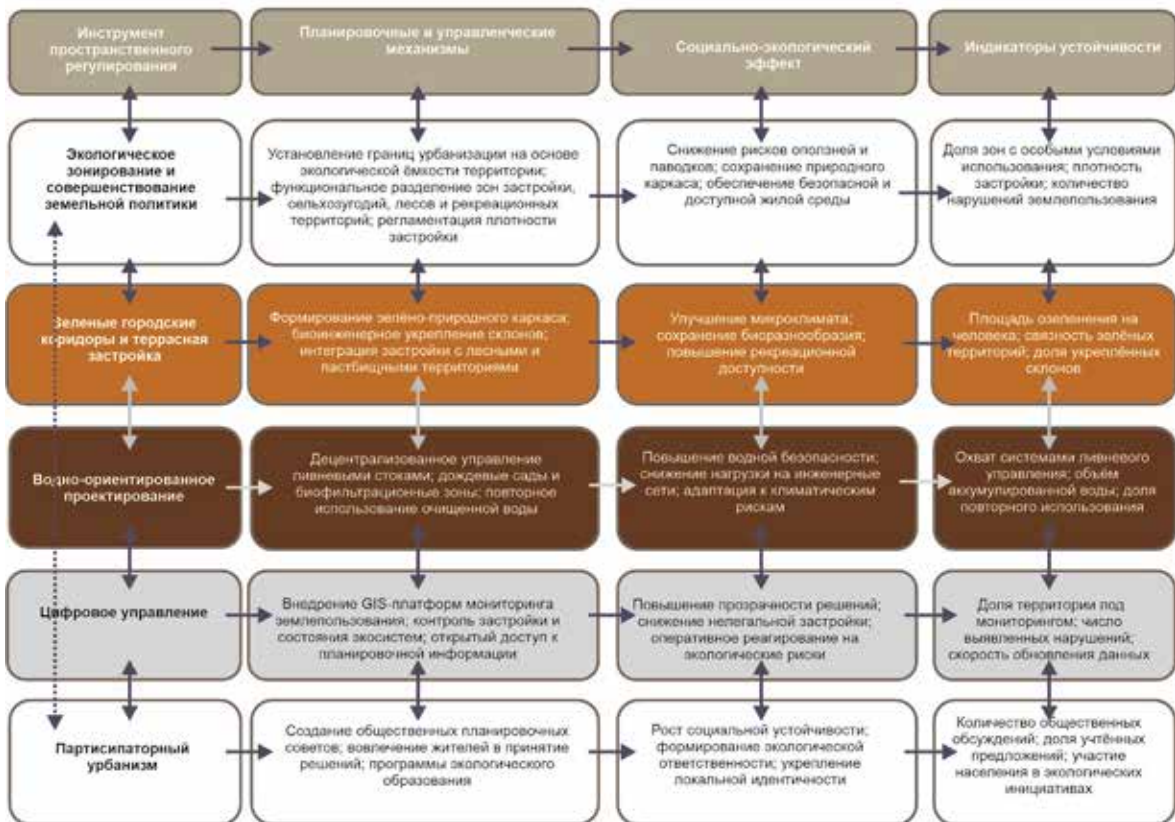 Инструмент
пространственного
регулирования
Планировочные и управленческие
механизмы
Социально-экологический
эффект
Индикаторы устойчивости
Экологическое
зонирование и
совершенствование
земельной политики
Установление границ урбанизации на основе
экологической ёмкости территории;
функциональное разделение зон застройки,
сельхозугодий, лесов и рекреационных
территорий; регламентация плотности
застройки
Снижение рисков оползней и
паводков; сохранение природного
каркаса; обеспечение безопасной и
доступной жилой среды
Доля зон с особыми условиями
использования; плотность
застройки; количество
нарушений землепользования
Зеленые городские
коридоры и террасная
застройка
Формирование зелёно-природного каркаса;
биоинженерное укрепление склонов;
интеграция застройки с лесными и
пастбищными территориями
Улучшение микроклимата;
сохранение биоразнообразия;
повышение рекреационной
доступности
Площадь озеленения на
человека; связность зелёных
территорий; доля укреплённых
склонов
Водно-ориентированное
проектирование
Децентрализованное управление
ливневыми стоками; дождевые сады и
биофильтрационные зоны; повторное
использование очищенной воды
Повышение водной безопасности;
снижение нагрузки на инженерные
сети; адаптация к климатическим
рискам
Охват системами ливневого
управления; объём
аккумулированной воды; доля
повторного использования
Цифровое управление
Внедрение GIS-платформ мониторинга
землепользования; контроль застройки и
состояния экосистем; открытый доступ к
планировочной информации
Повышение прозрачности решений;
снижение нелегальной застройки;
оперативное реагирование на
экологические риски
Доля территории под
мониторингом; число
выявленных нарушений;
скорость обновления данных
Партисипаторный
урбанизм
Создание общественных планировочных
советов; вовлечение жителей в принятие
решений; программы экологического
образования
Рост социальной устойчивости;
формирование экологической
ответственности; укрепление
локальной идентичности
Количество общественных
обсуждений; доля учтённых
предложений; участие
населения в экологических
инициативах